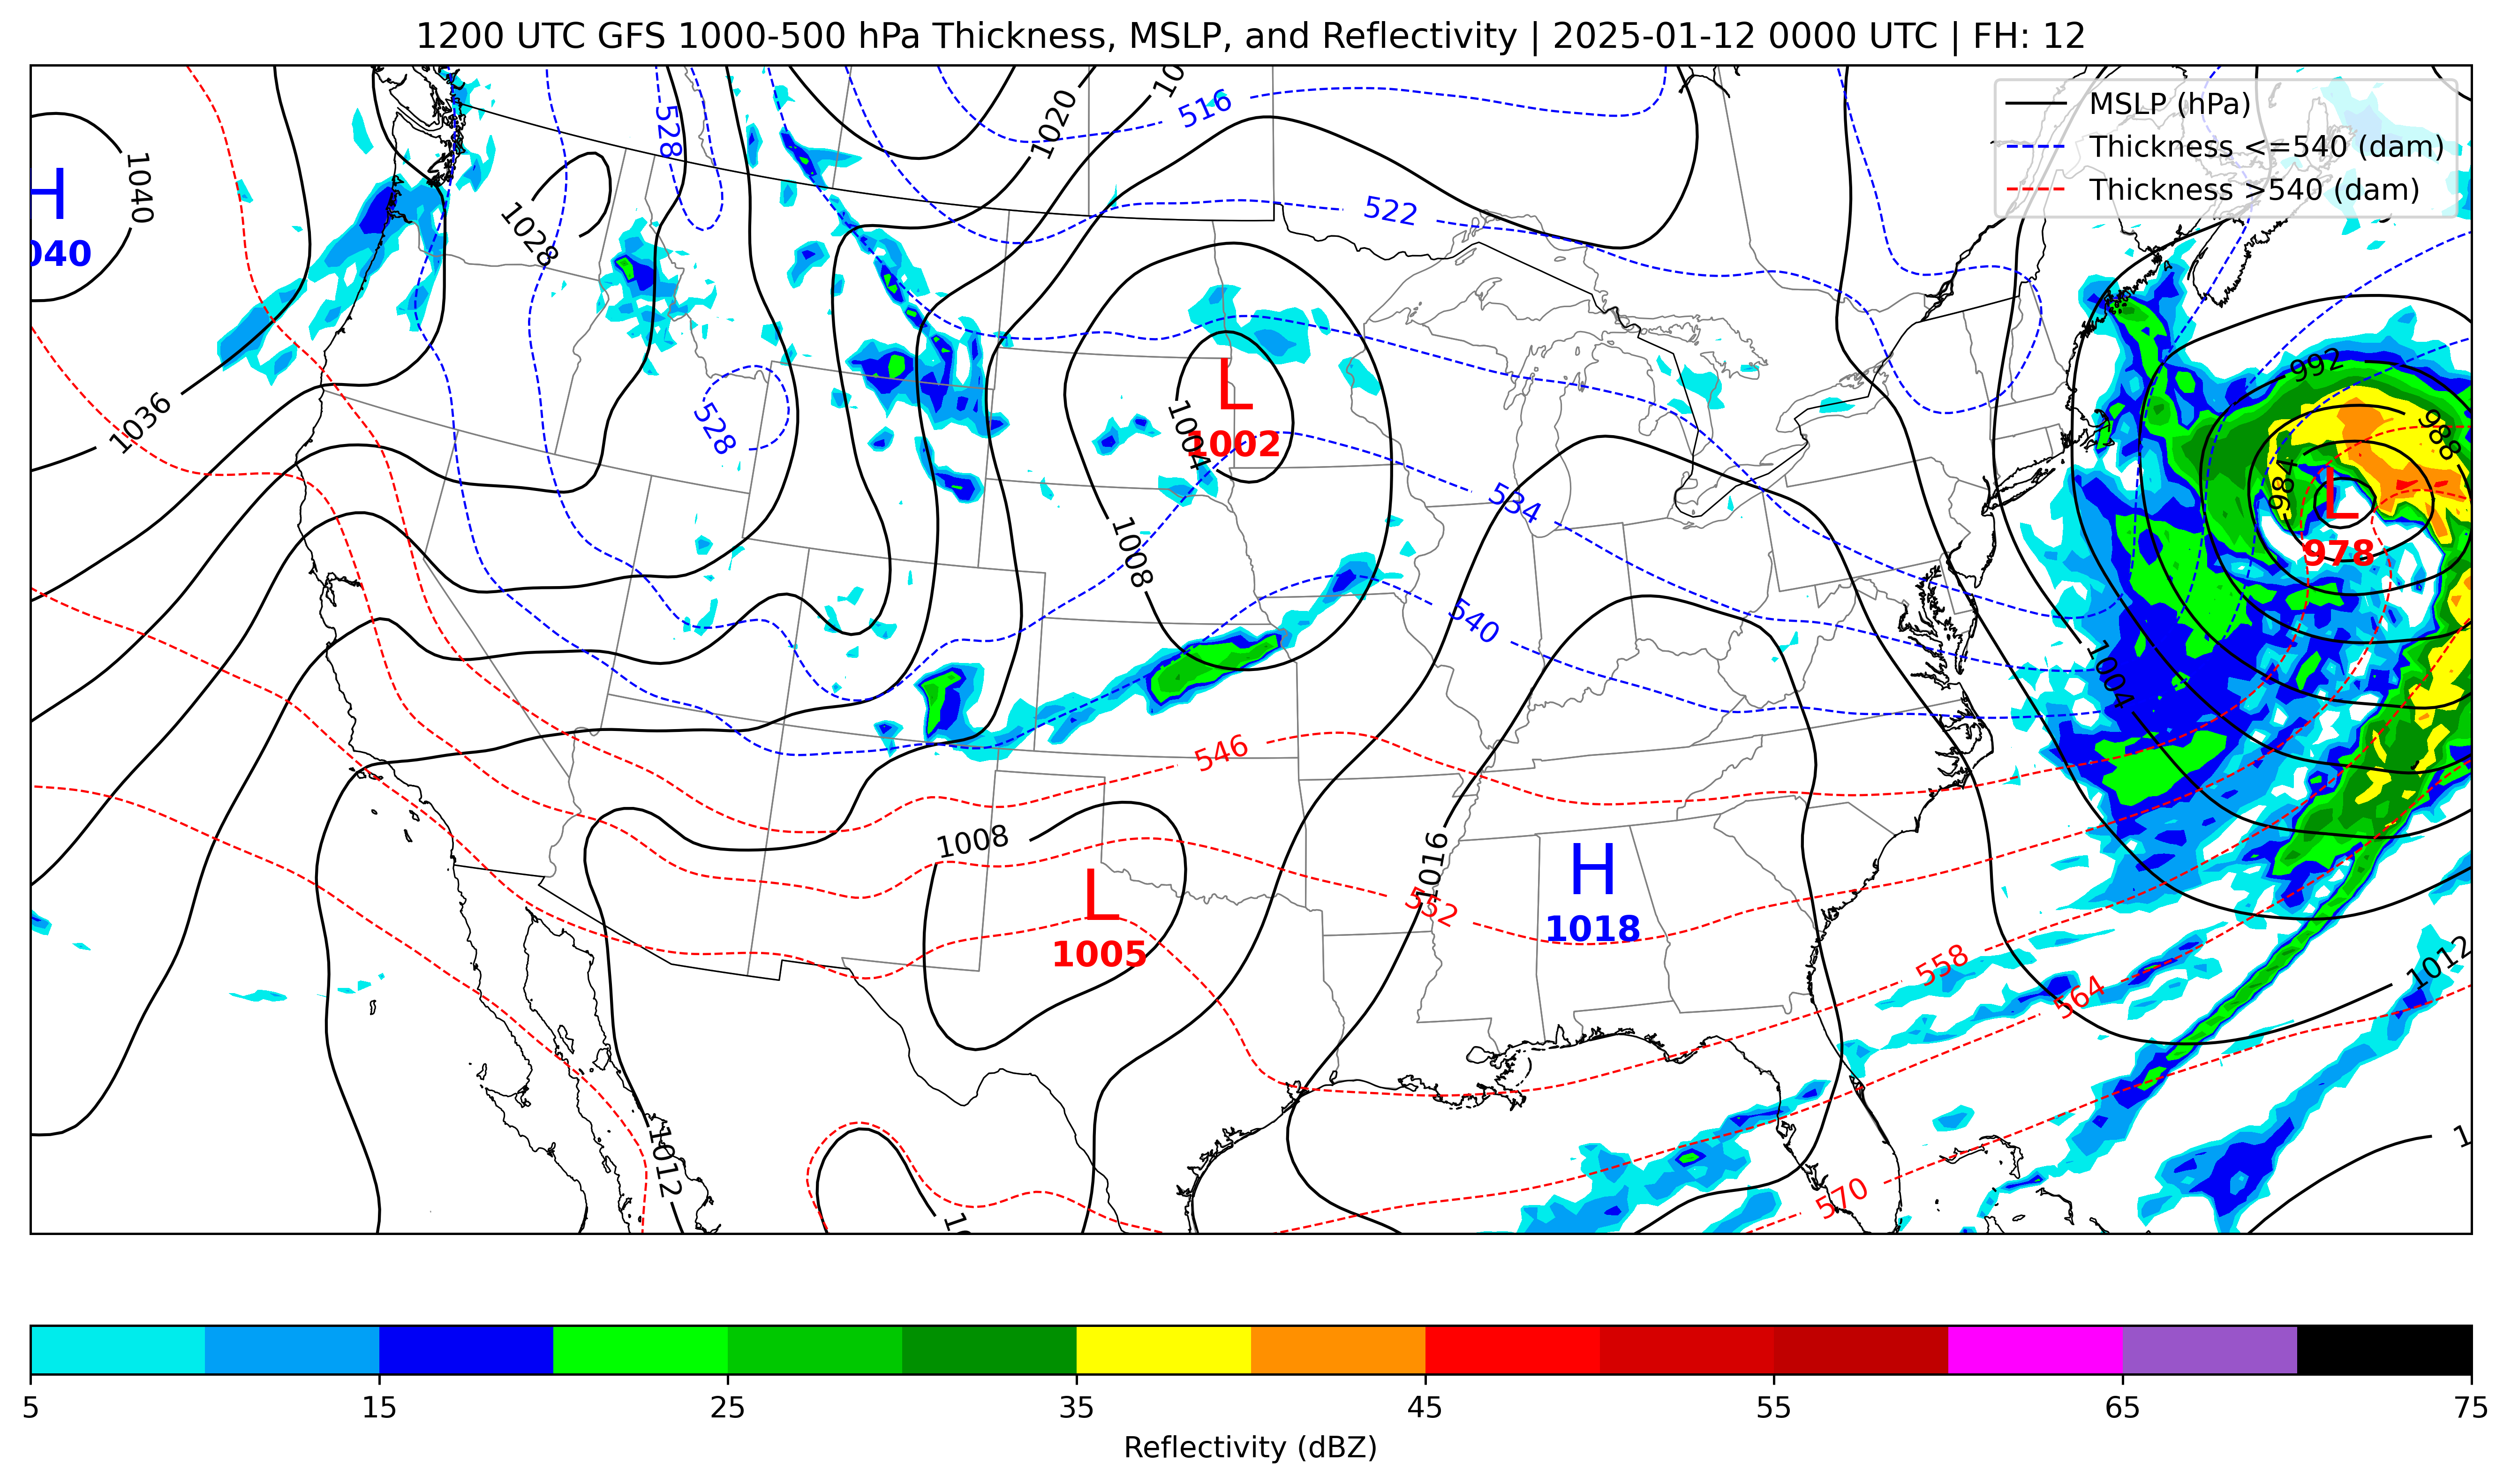 1200 UTC GFS 1000-500 hPa Thickness, MSLP, and Reflectivity | 2025-01-12 0000 UTC | FH: 12
MSLP (hPa)
Thickness <=540 (dam)
Thickness >540 (dam)
516
1020
528
1040
H
040
1028
522
992
988
984
L
978
L
1002
1004
1036
528
534
1008
540
1004
546
1008
1016
552
H
1018
L
1005
558
564
1012
1012
570
5 15 25 35 45 55 65 75
Reflectivity (dBZ)